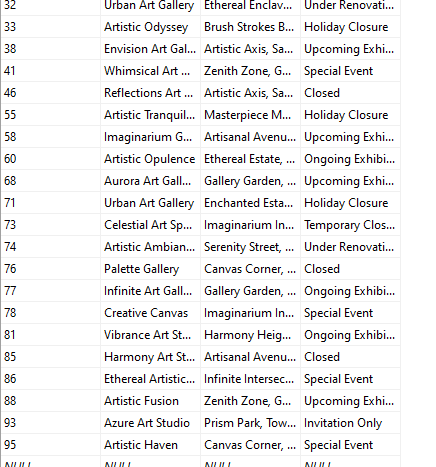 32 Urban Art Gallery Ethereal Enclav... Under Renovati...
33 Artistic Odyssey Brush Strokes B... Holiday Closure
38 Envision Art Gal... Artistic Axis, Sa... Upcoming Exhi...
41 Whimsical Art ... Zenith Zone, G... Special Event
46 Reflections Art ... Artistic Axis, Sa... Closed
55 Artistic Tranquil... Masterpiece M... Holiday Closure
58 Imaginarium G... Artisanal Avenu... Upcoming Exhi...
60 Artistic Opulence Ethereal Estate, ... Ongoing Exhibi...
68 Aurora Art Gall... Gallery Garden, ... Upcoming Exhi...
71 Urban Art Gallery Enchanted Esta... Holiday Closure
73 Celestial Art Sp... Imaginarium In... Temporary Clos...
74 Artistic Ambian... Serenity Street, ... Under Renovati...
76 Palette Gallery Canvas Corner, ... Closed
77 Infinite Art Gall... Gallery Garden, ... Ongoing Exhibi...
78 Creative Canvas Imaginarium In... Special Event
81 Vibrance Art St... Harmony Heig... Ongoing Exhibi...
85 Harmony Art St... Artisanal Avenu... Closed
86 Ethereal Artistic... Infinite Intersec... Special Event
88 Artistic Fusion Zenith Zone, G... Upcoming Exhi...
93 Azure Art Studio Prism Park, Tow... Invitation Only
95 Artistic Haven Canvas Corner, ... Special Event
NULL NULL NULL NULL